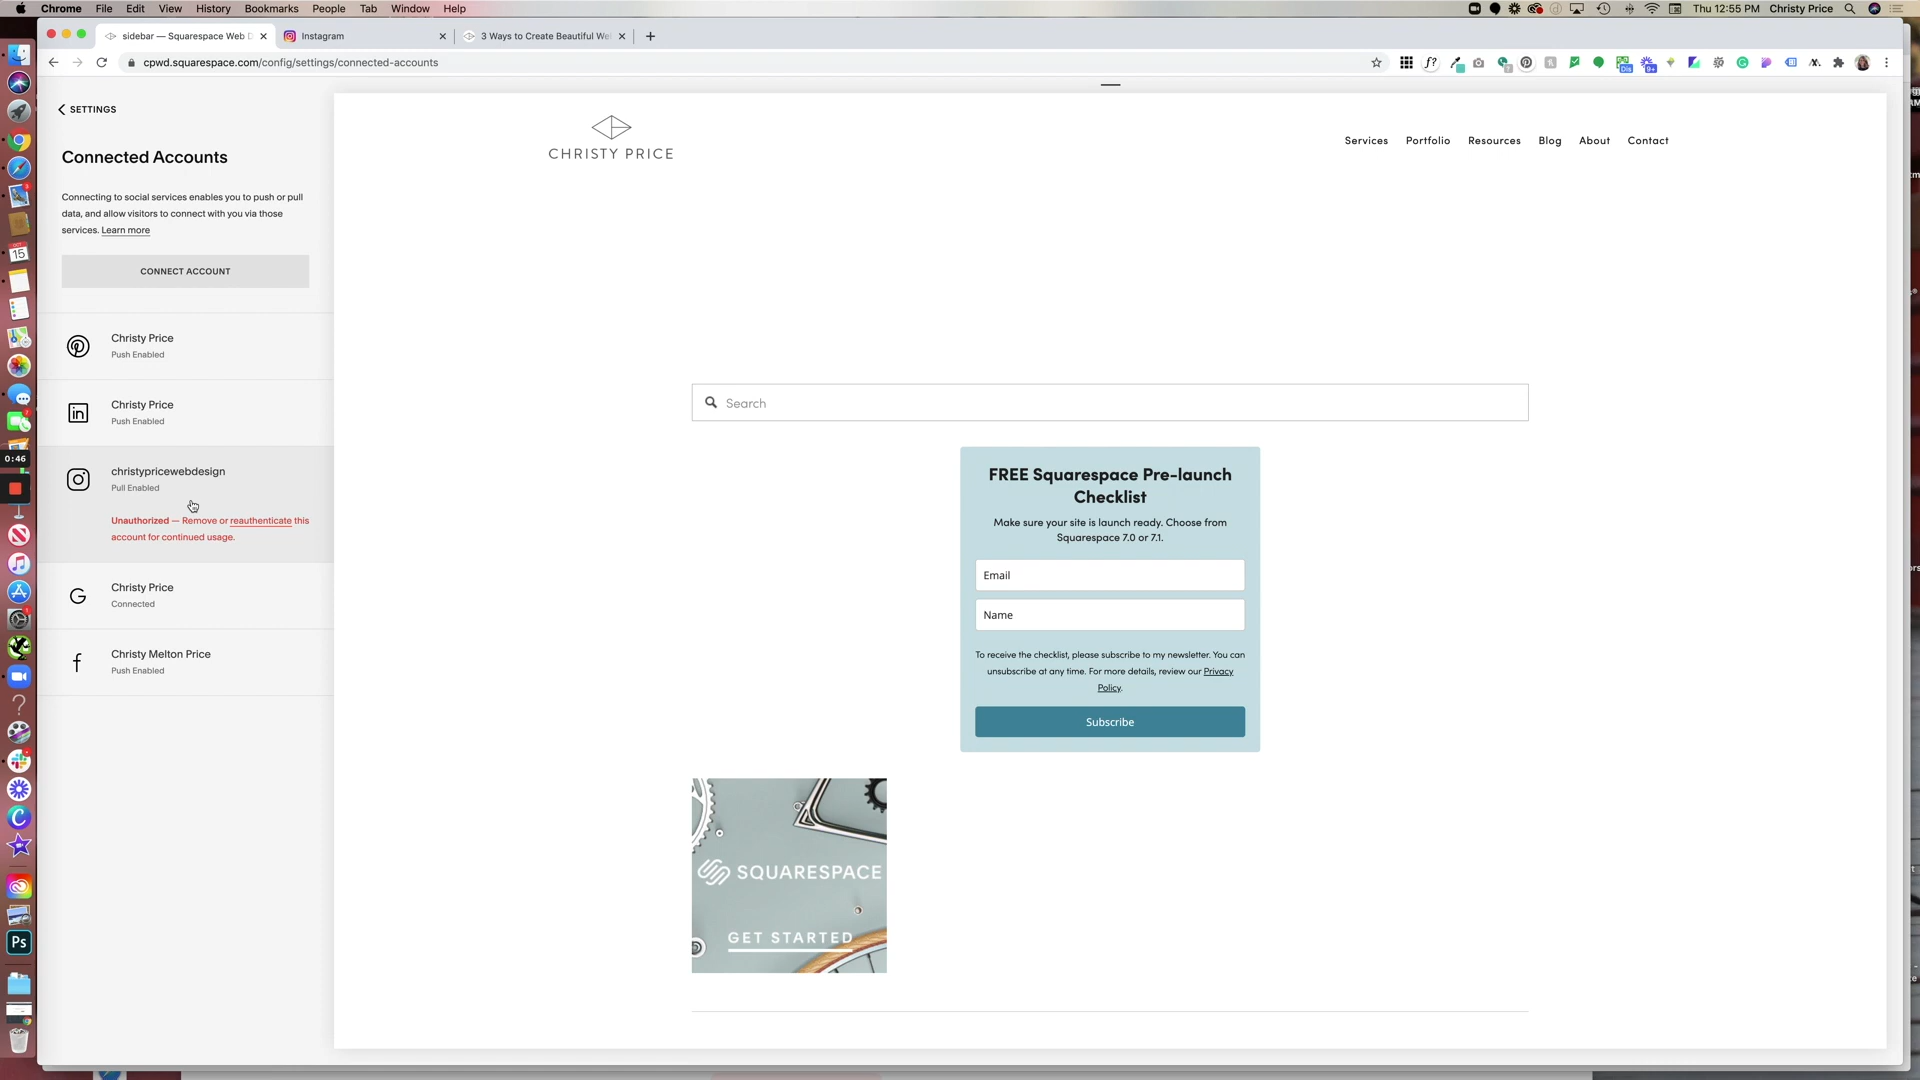 Chrome File Edit View History Bookmarks People Tab Window Help
Thu 12:55 PM Christy Price
sidebar — Squarespace Web D
Instagram
3 Ways to Create Beautiful We
cpwd.squarespace.com/config/settings/connected-accounts
SETTINGS
Connected Accounts
Connecting to social services enables you to push or pull
data, and allow visitors to connect with you via those
services. Learn more
CONNECT ACCOUNT
Christy Price
Push Enabled
Christy Price
Push Enabled
christypricewebdesign
Pull Enabled
Unauthorized — Remove or reauthenticate this
account for continued usage.
Christy Price
Connected
Christy Melton Price
Push Enabled
0:46
15
Ps
CHRISTY PRICE
Services Portfolio Resources Blog About Contact
Search
FREE Squarespace Pre-launch
Checklist
Make sure your site is launch ready. Choose from
Squarespace 7.0 or 7.1.
Email
Name
To receive the checklist, please subscribe to my newsletter. You can
unsubscribe at any time. For more details, review our Privacy
Policy.
Subscribe
SQUARESPACE
GET STARTED